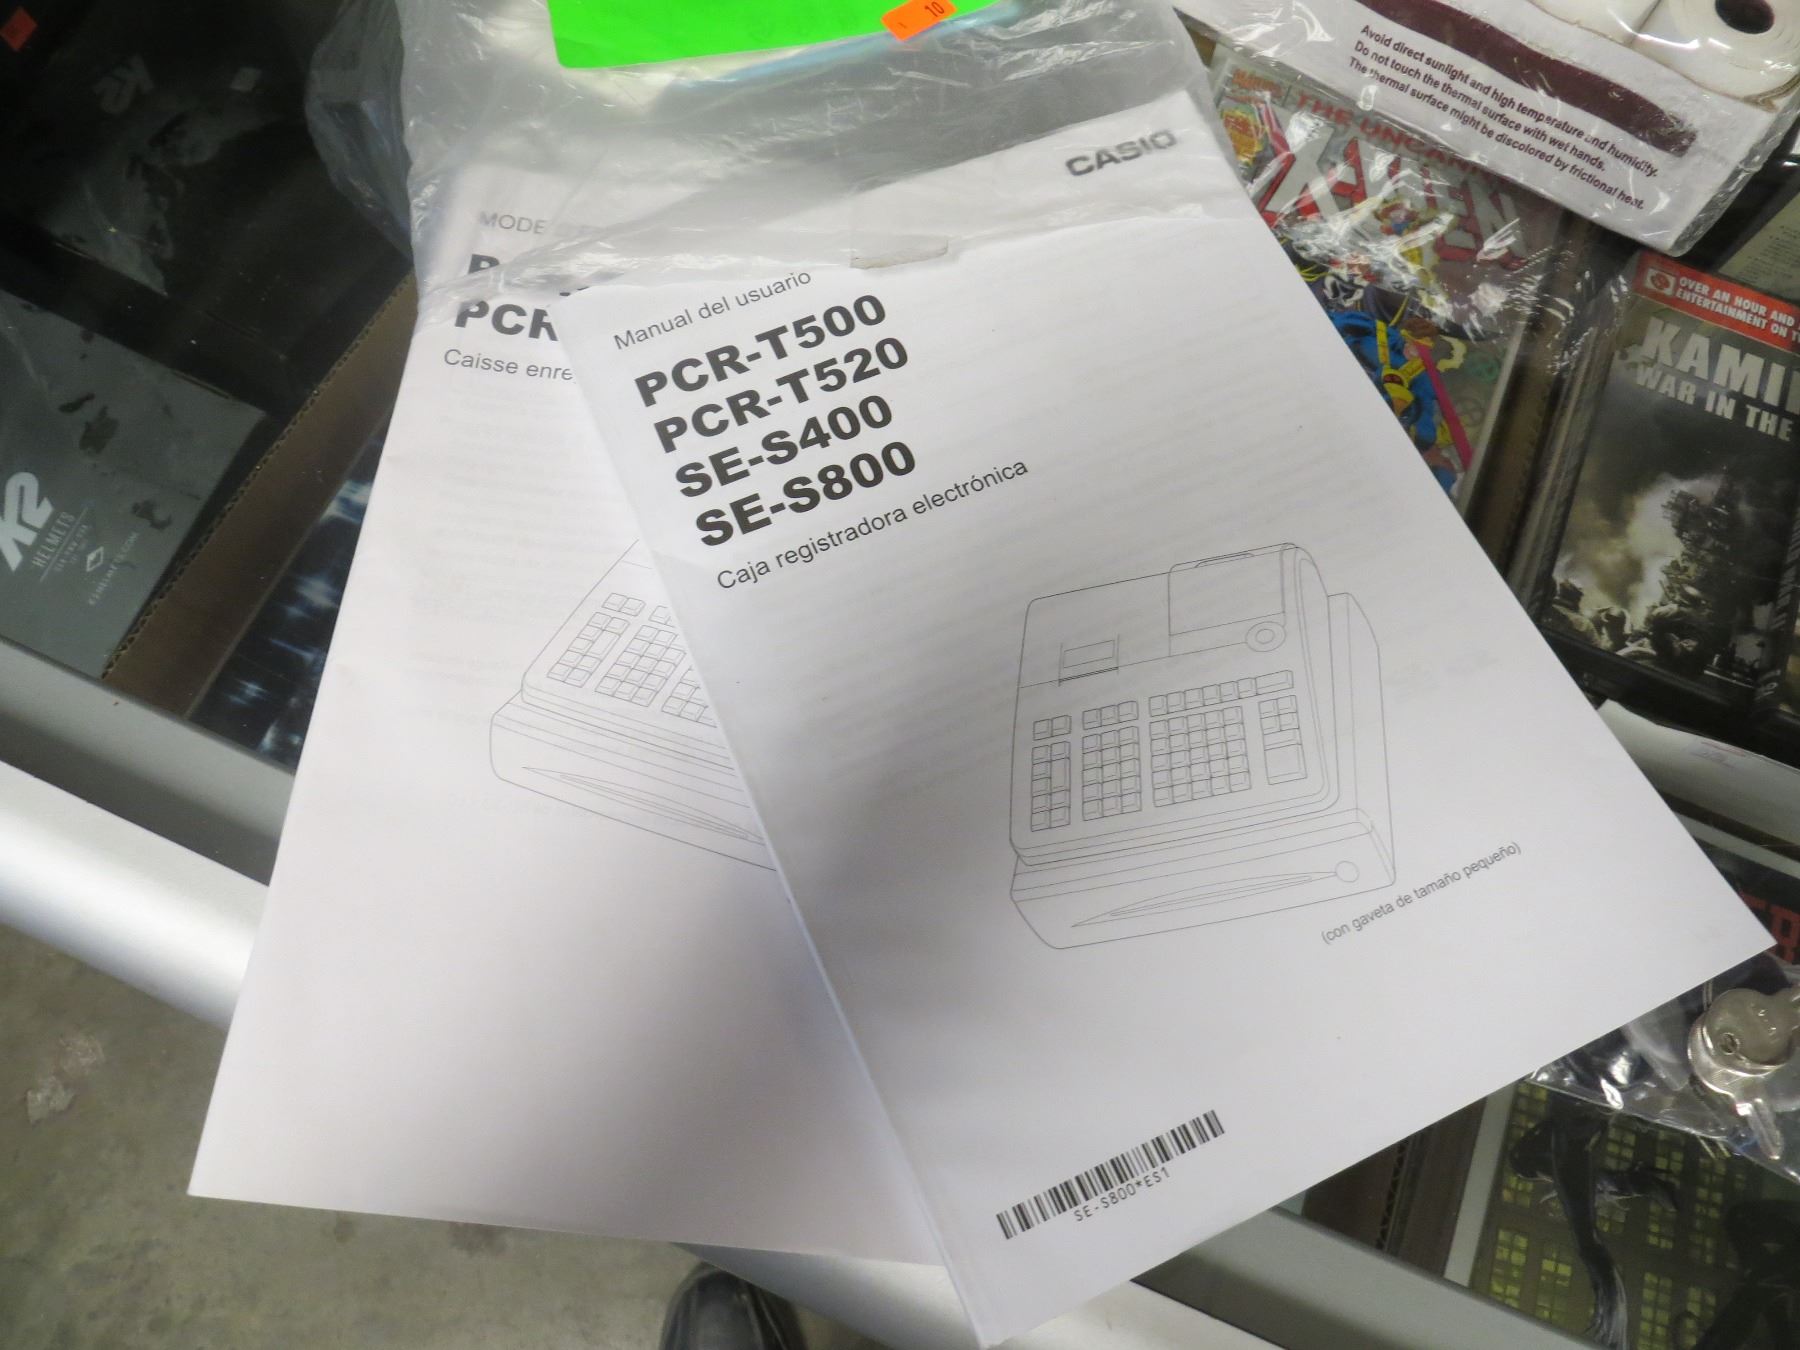 10
CASIO
Manual del usuario
PCR-T500
PCR-T520
SE-S400
SE-S800
Caja registradora electrónica
(con gaveta de tamaño pequeño)
SE-S800*ES1
MODE
PCR
Caisse
Avoid direct sunlight and high temperature and humidity.
Do not touch the thermal surface with wet hands.
The thermal surface might be discolored by frictional heat.
MARVEL
THE UNCANNY
X-MEN
OVER AN HOUR AND
ENTERTAINMENT ON
WAR IN THE
K2
HELMETS